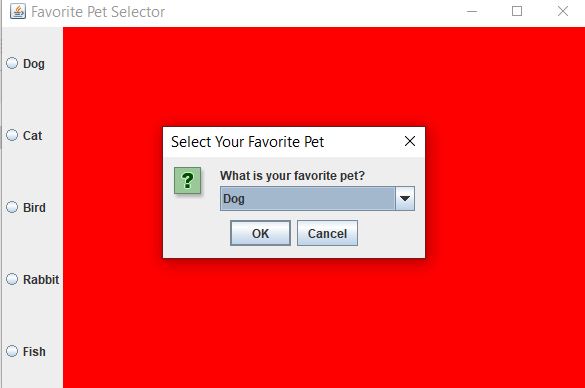 Favorite Pet Selector
Dog
Cat
Bird
Rabbit
Fish
Select Your Favorite Pet
?
What is your favorite pet?
Dog
OK Cancel